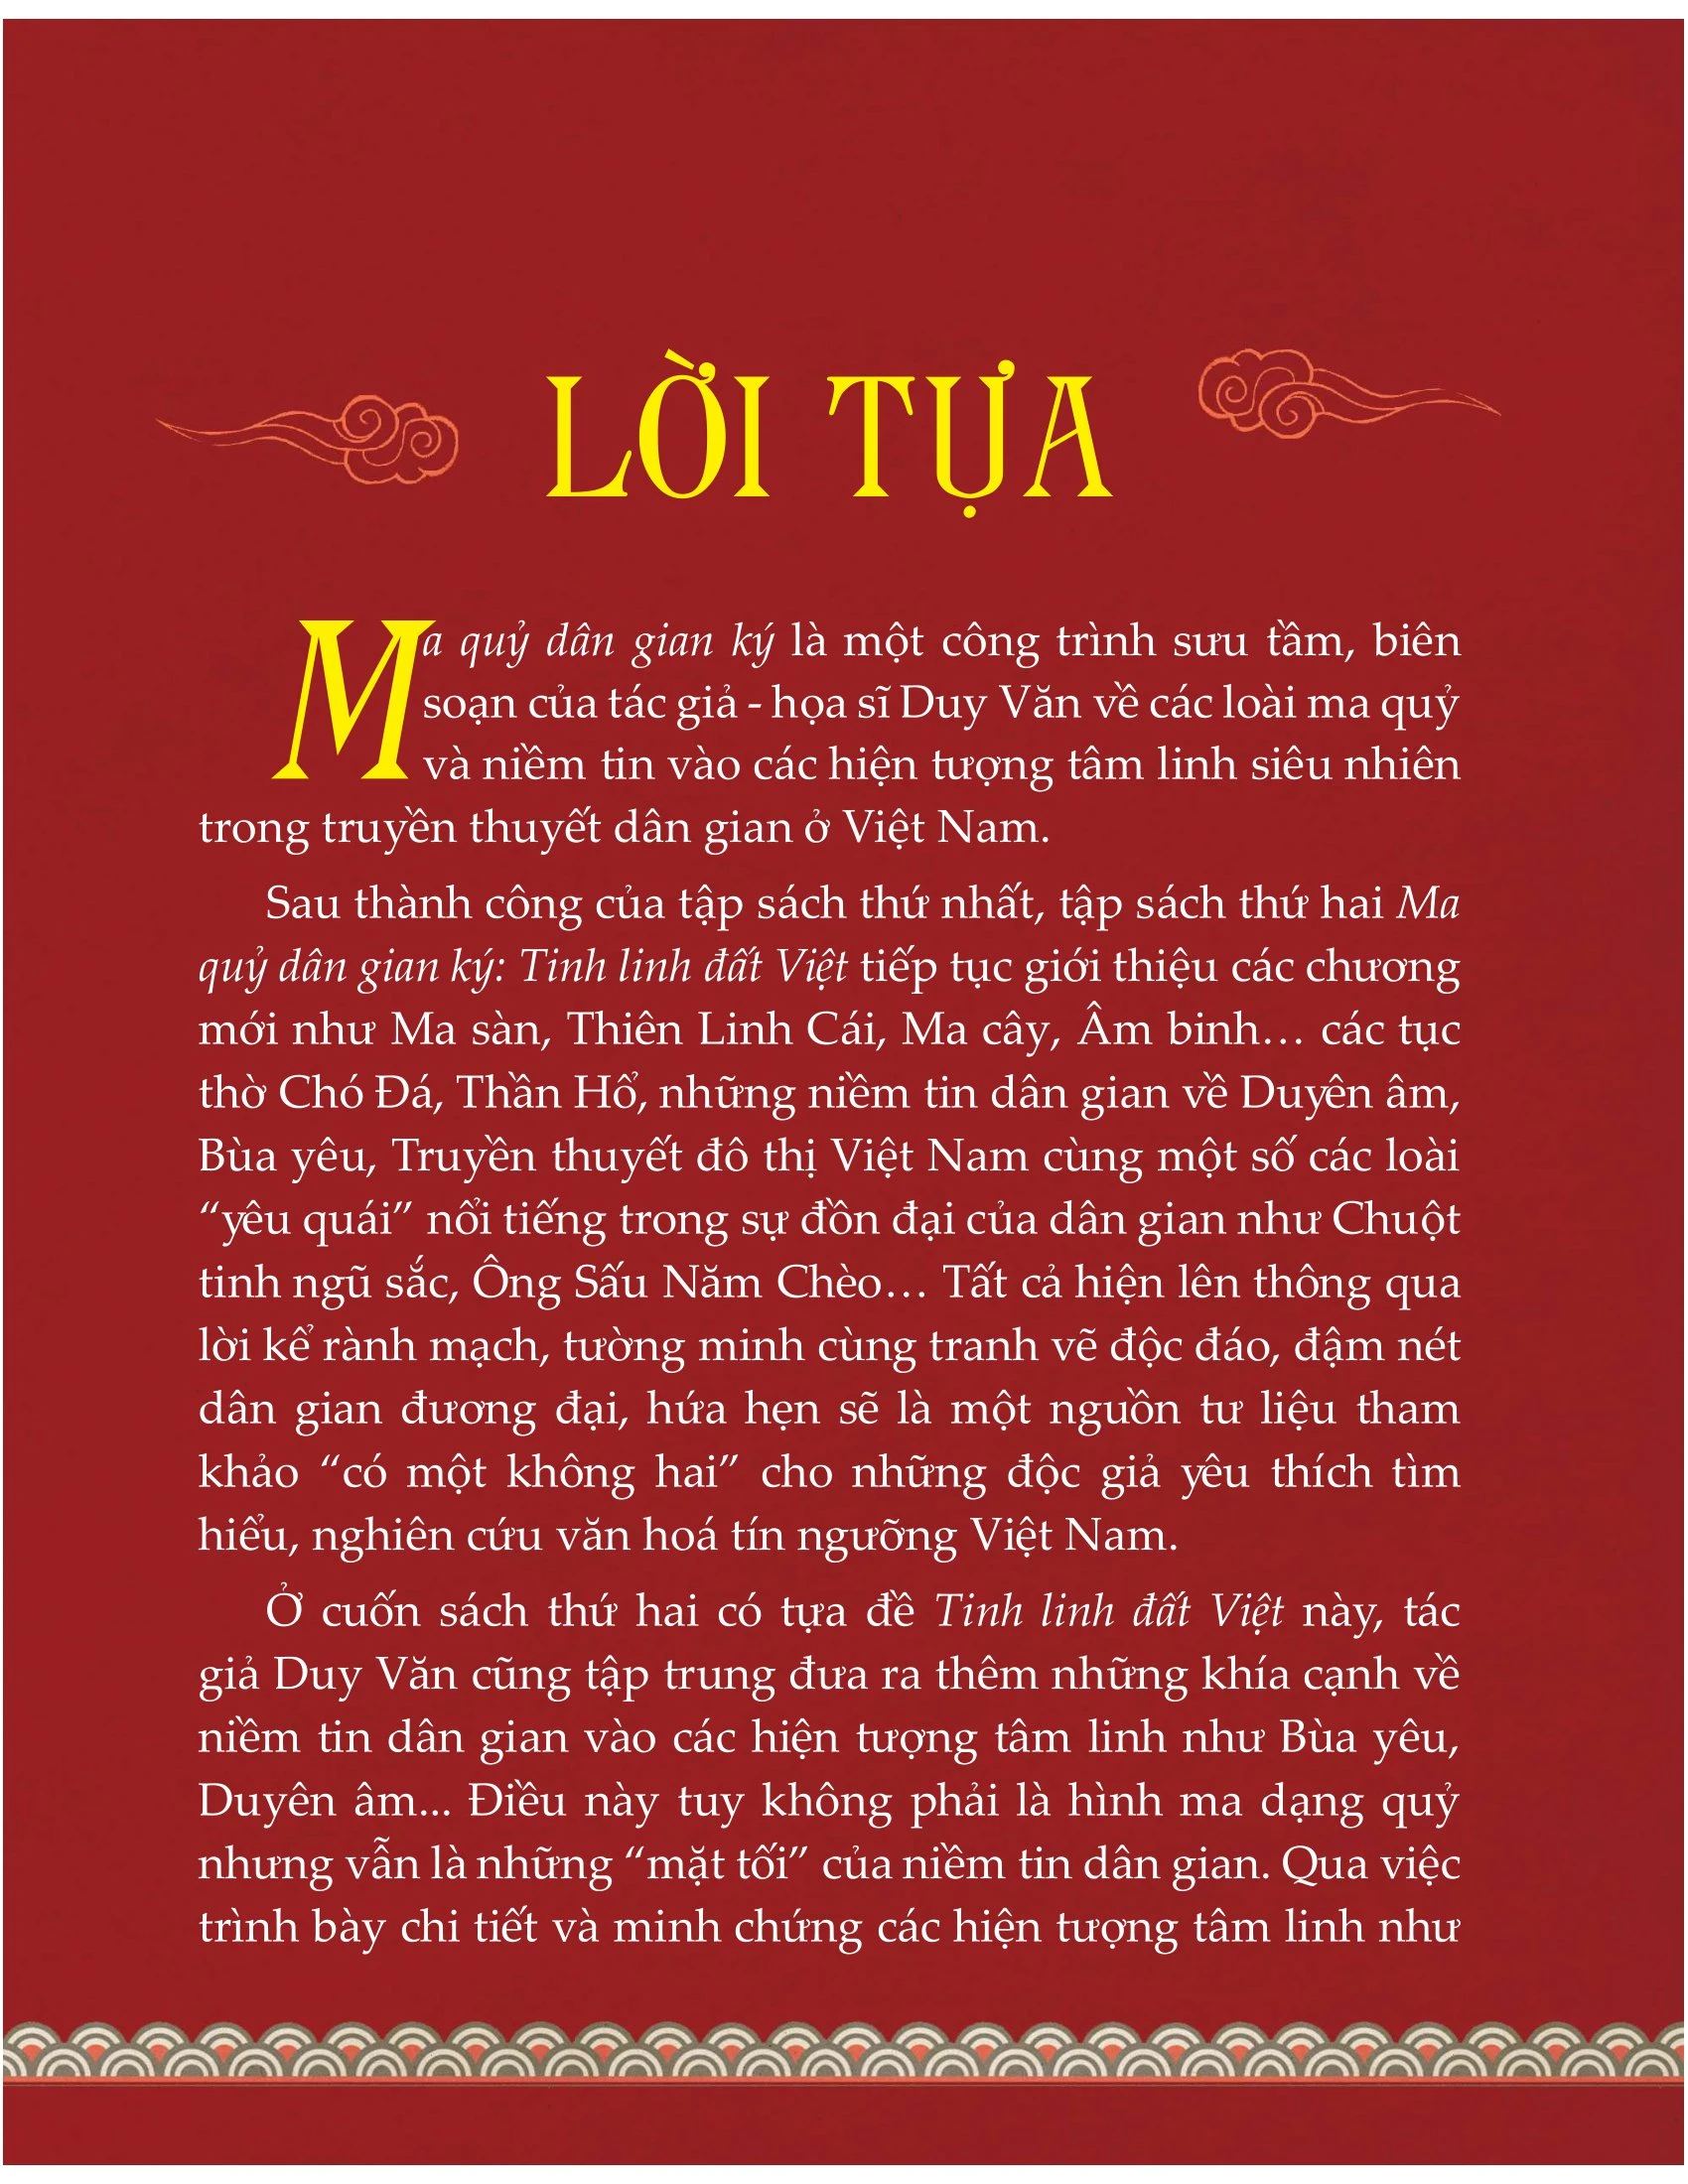 LỜI TỰA
Ma quỷ dân gian ký là một công trình sưu tầm, biên
soạn của tác giả - họa sĩ Duy Văn về các loài ma quỷ
và niềm tin vào các hiện tượng tâm linh siêu nhiên
trong truyền thuyết dân gian ở Việt Nam.
Sau thành công của tập sách thứ nhất, tập sách thứ hai Ma
quỷ dân gian ký: Tinh linh đất Việt tiếp tục giới thiệu các chương
mới như Ma sàn, Thiên Linh Cái, Ma cây, Âm binh… các tục
thờ Chó Đá, Thần Hổ, những niềm tin dân gian về Duyên âm,
Bùa yêu, Truyền thuyết đô thị Việt Nam cùng một số các loài
“yêu quái” nổi tiếng trong sự đồn đại của dân gian như Chuột
tinh ngũ sắc, Ông Sấu Năm Chèo… Tất cả hiện lên thông qua
lời kể rành mạch, tường minh cùng tranh vẽ độc đáo, đậm nét
dân gian đương đại, hứa hẹn sẽ là một nguồn tư liệu tham
khảo “có một không hai” cho những độc giả yêu thích tìm
hiểu, nghiên cứu văn hoá tín ngưỡng Việt Nam.
Ở cuốn sách thứ hai có tựa đề Tinh linh đất Việt này, tác
giả Duy Văn cũng tập trung đưa ra thêm những khía cạnh về
niềm tin dân gian vào các hiện tượng tâm linh như Bùa yêu,
Duyên âm... Điều này tuy không phải là hình ma dạng quỷ
nhưng vẫn là những “mặt tối” của niềm tin dân gian. Qua việc
trình bày chi tiết và minh chứng các hiện tượng tâm linh như